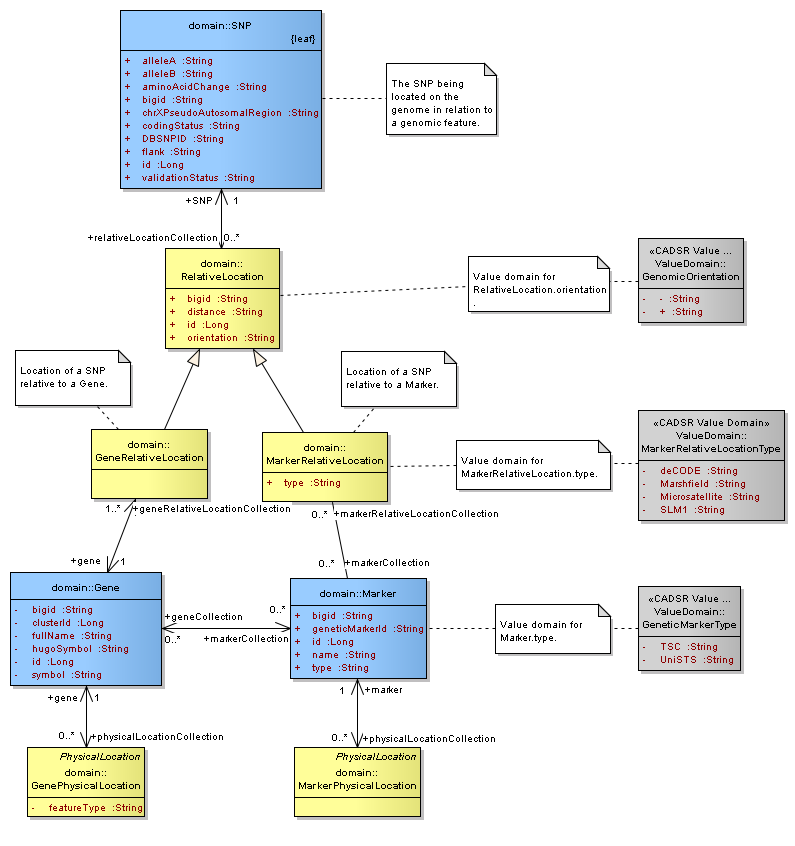 domain::SNP
{leaf}
+ alleleA :String
+ alleleB :String
+ aminoAcidChange :String
+ bigid :String
+ chrXPseudoAutosomalRegion :String
+ codingStatus :String
+ DBSNPID :String
+ flank :String
+ id :Long
+ validationStatus :String
The SNP being
located on the
genome in relation to
a genomic feature.
+SNP 1
+relativeLocationCollection 0..*
domain::
RelativeLocation
+ bigid :String
+ distance :String
+ id :Long
+ orientation :String
Value domain for
RelativeLocation.orientation
.
«CADSR Value ...
ValueDomain::
GenomicOrientation
- - :String
- + :String
Location of a SNP
relative to a Gene.
Location of a SNP
relative to a Marker.
domain::
GeneRelativeLocation
domain::
MarkerRelativeLocation
+ type :String
Value domain for
MarkerRelativeLocation.type.
«CADSR Value Domain»
ValueDomain::
MarkerRelativeLocationType
- deCODE :String
- Marshfield :String
- Microsatellite :String
- SLM1 :String
1..* +geneRelativeLocationCollection
0..* +markerRelativeLocationCollection
+gene 1
0..* +markerCollection
domain::Gene
- bigid :String
- clusterId :Long
- fullName :String
- hugoSymbol :String
- id :Long
- symbol :String
+geneCollection 0..*
0..* +markerCollection
domain::Marker
+ bigid :String
+ geneticMarkerId :String
+ id :Long
+ name :String
+ type :String
Value domain for
Marker.type.
«CADSR Value ...
ValueDomain::
GeneticMarkerType
- TSC :String
- UniSTS :String
+gene 1
0..* +physicalLocationCollection
1 +marker
0..* +physicalLocationCollection
PhysicalLocation
domain::
GenePhysicalLocation
- featureType :String
PhysicalLocation
domain::
MarkerPhysicalLocation